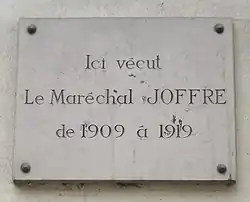 Ici vécut
Le Maréchal JOFFRE
de 1909 à 1919